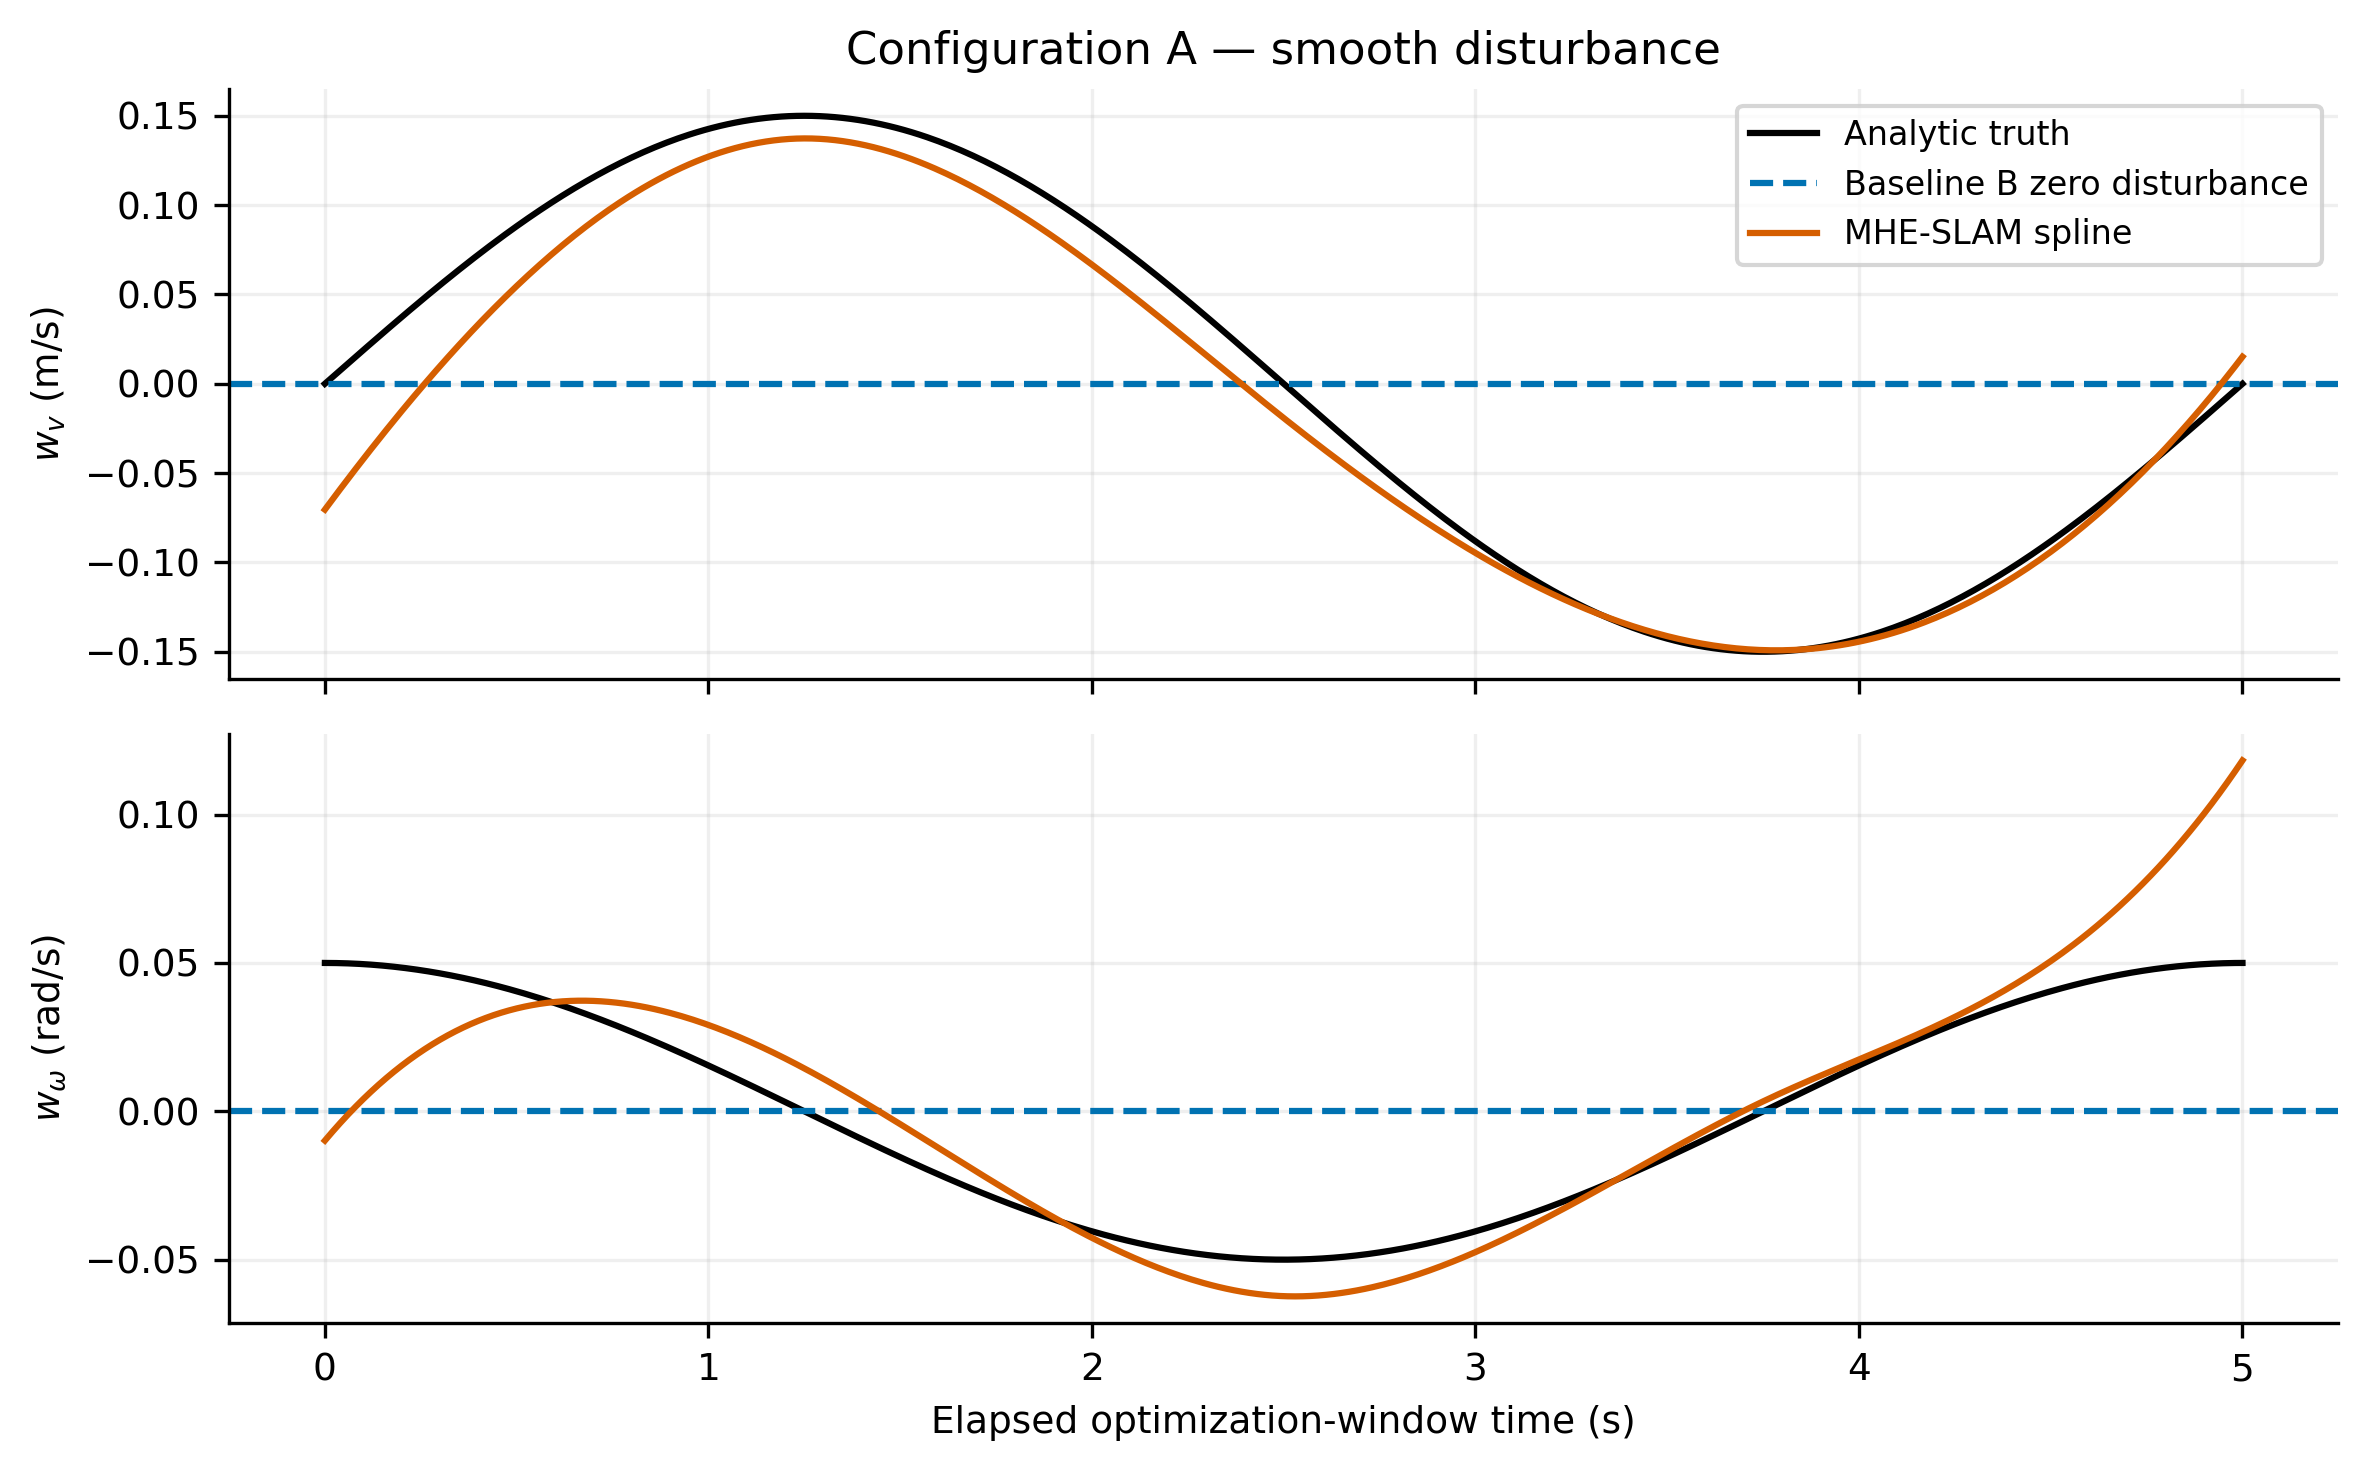 Configuration A — smooth disturbance
0.15
0.10
0.05
0.00
−0.05
−0.10
−0.15
w_v (m/s)
Analytic truth
Baseline B zero disturbance
MHE-SLAM spline
0.10
0.05
0.00
−0.05
w_ω (rad/s)
0 1 2 3 4 5
Elapsed optimization-window time (s)